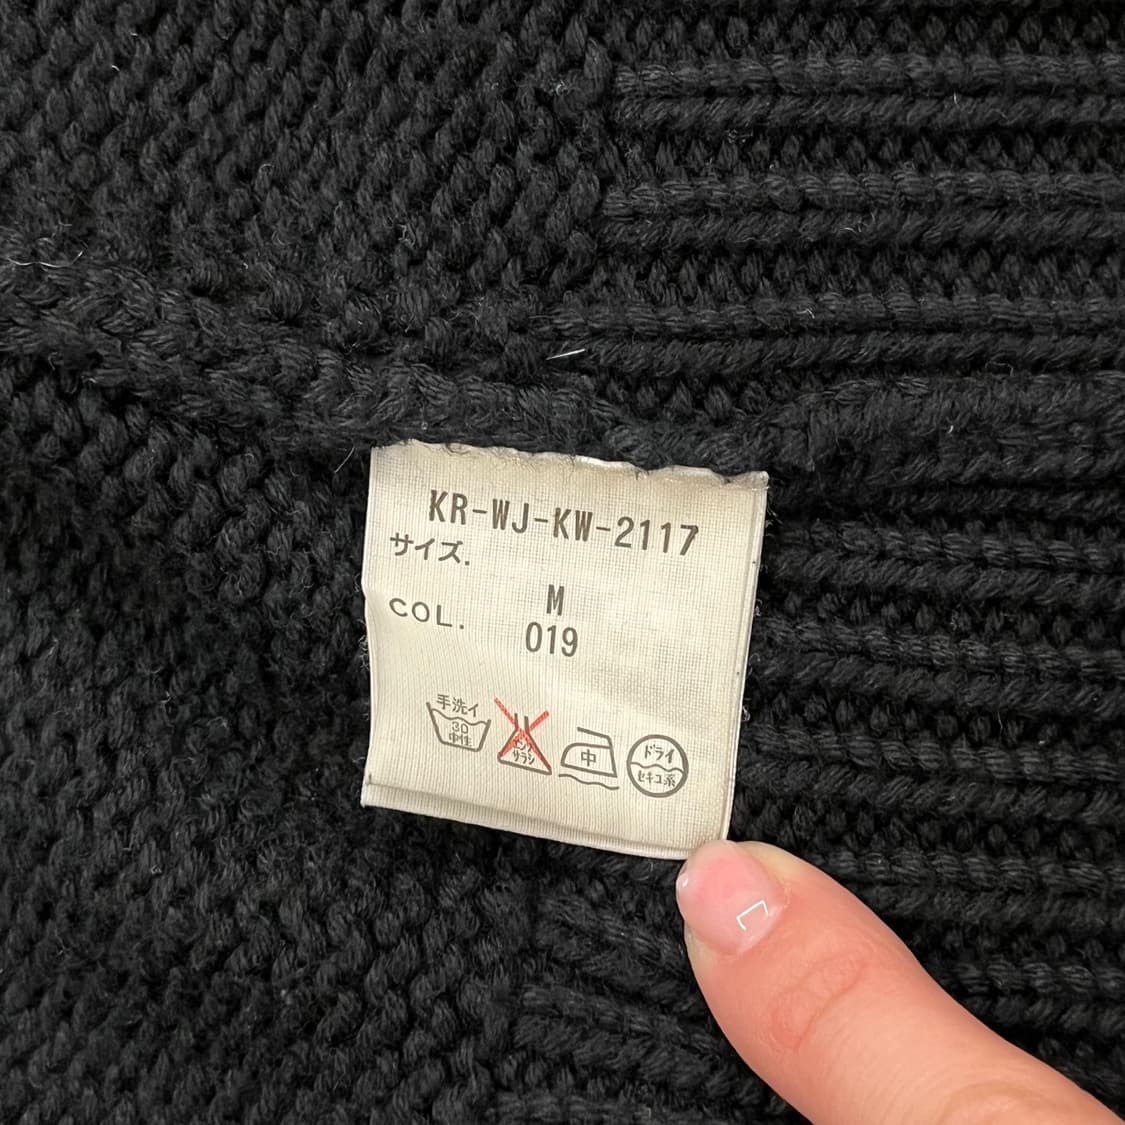 KR-WJ-KW-2117
サイズ. M
COL. 019
手洗イ
30
中性
エンソ
サラシ
中
ドライ
セキユ系